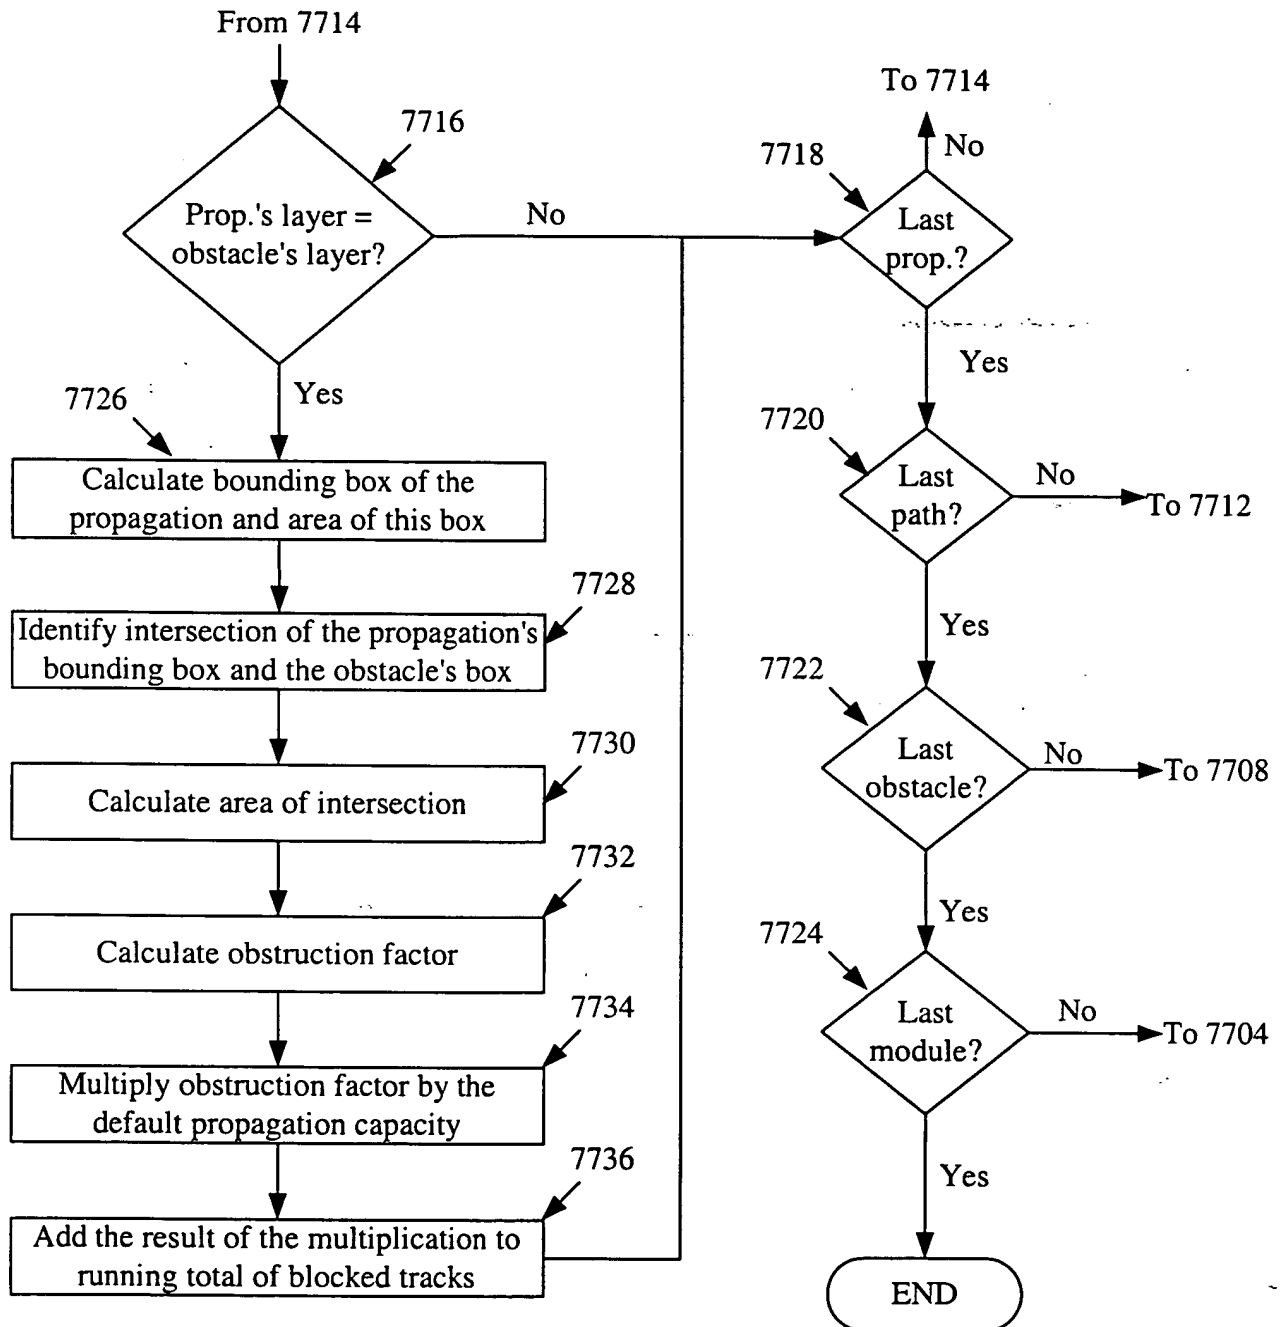 From 7714
7716
Prop.'s layer =
obstacle's layer?
No
Yes
7726
Calculate bounding box of the
propagation and area of this box
7728
Identify intersection of the propagation's
bounding box and the obstacle's box
7730
Calculate area of intersection
7732
Calculate obstruction factor
7734
Multiply obstruction factor by the
default propagation capacity
7736
Add the result of the multiplication to
running total of blocked tracks
To 7714
No
7718
Last
prop.?
Yes
7720
Last
path?
No
To 7712
Yes
7722
Last
obstacle?
No
To 7708
Yes
7724
Last
module?
No
To 7704
Yes
END